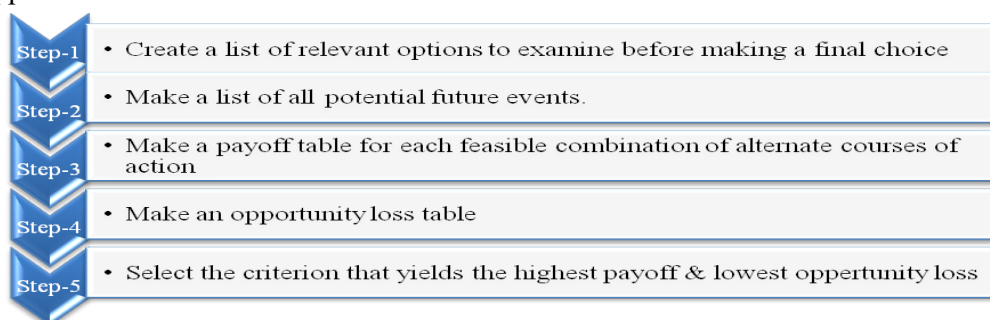 Step-1 • Create a list of relevant options to examine before making a final choice
Step-2 • Make a list of all potential future events.
Step-3 • Make a payoff table for each feasible combination of alternate courses of
action
Step-4 • Make an opportunity loss table
Step-5 • Select the criterion that yields the highest payoff & lowest oppertunity loss